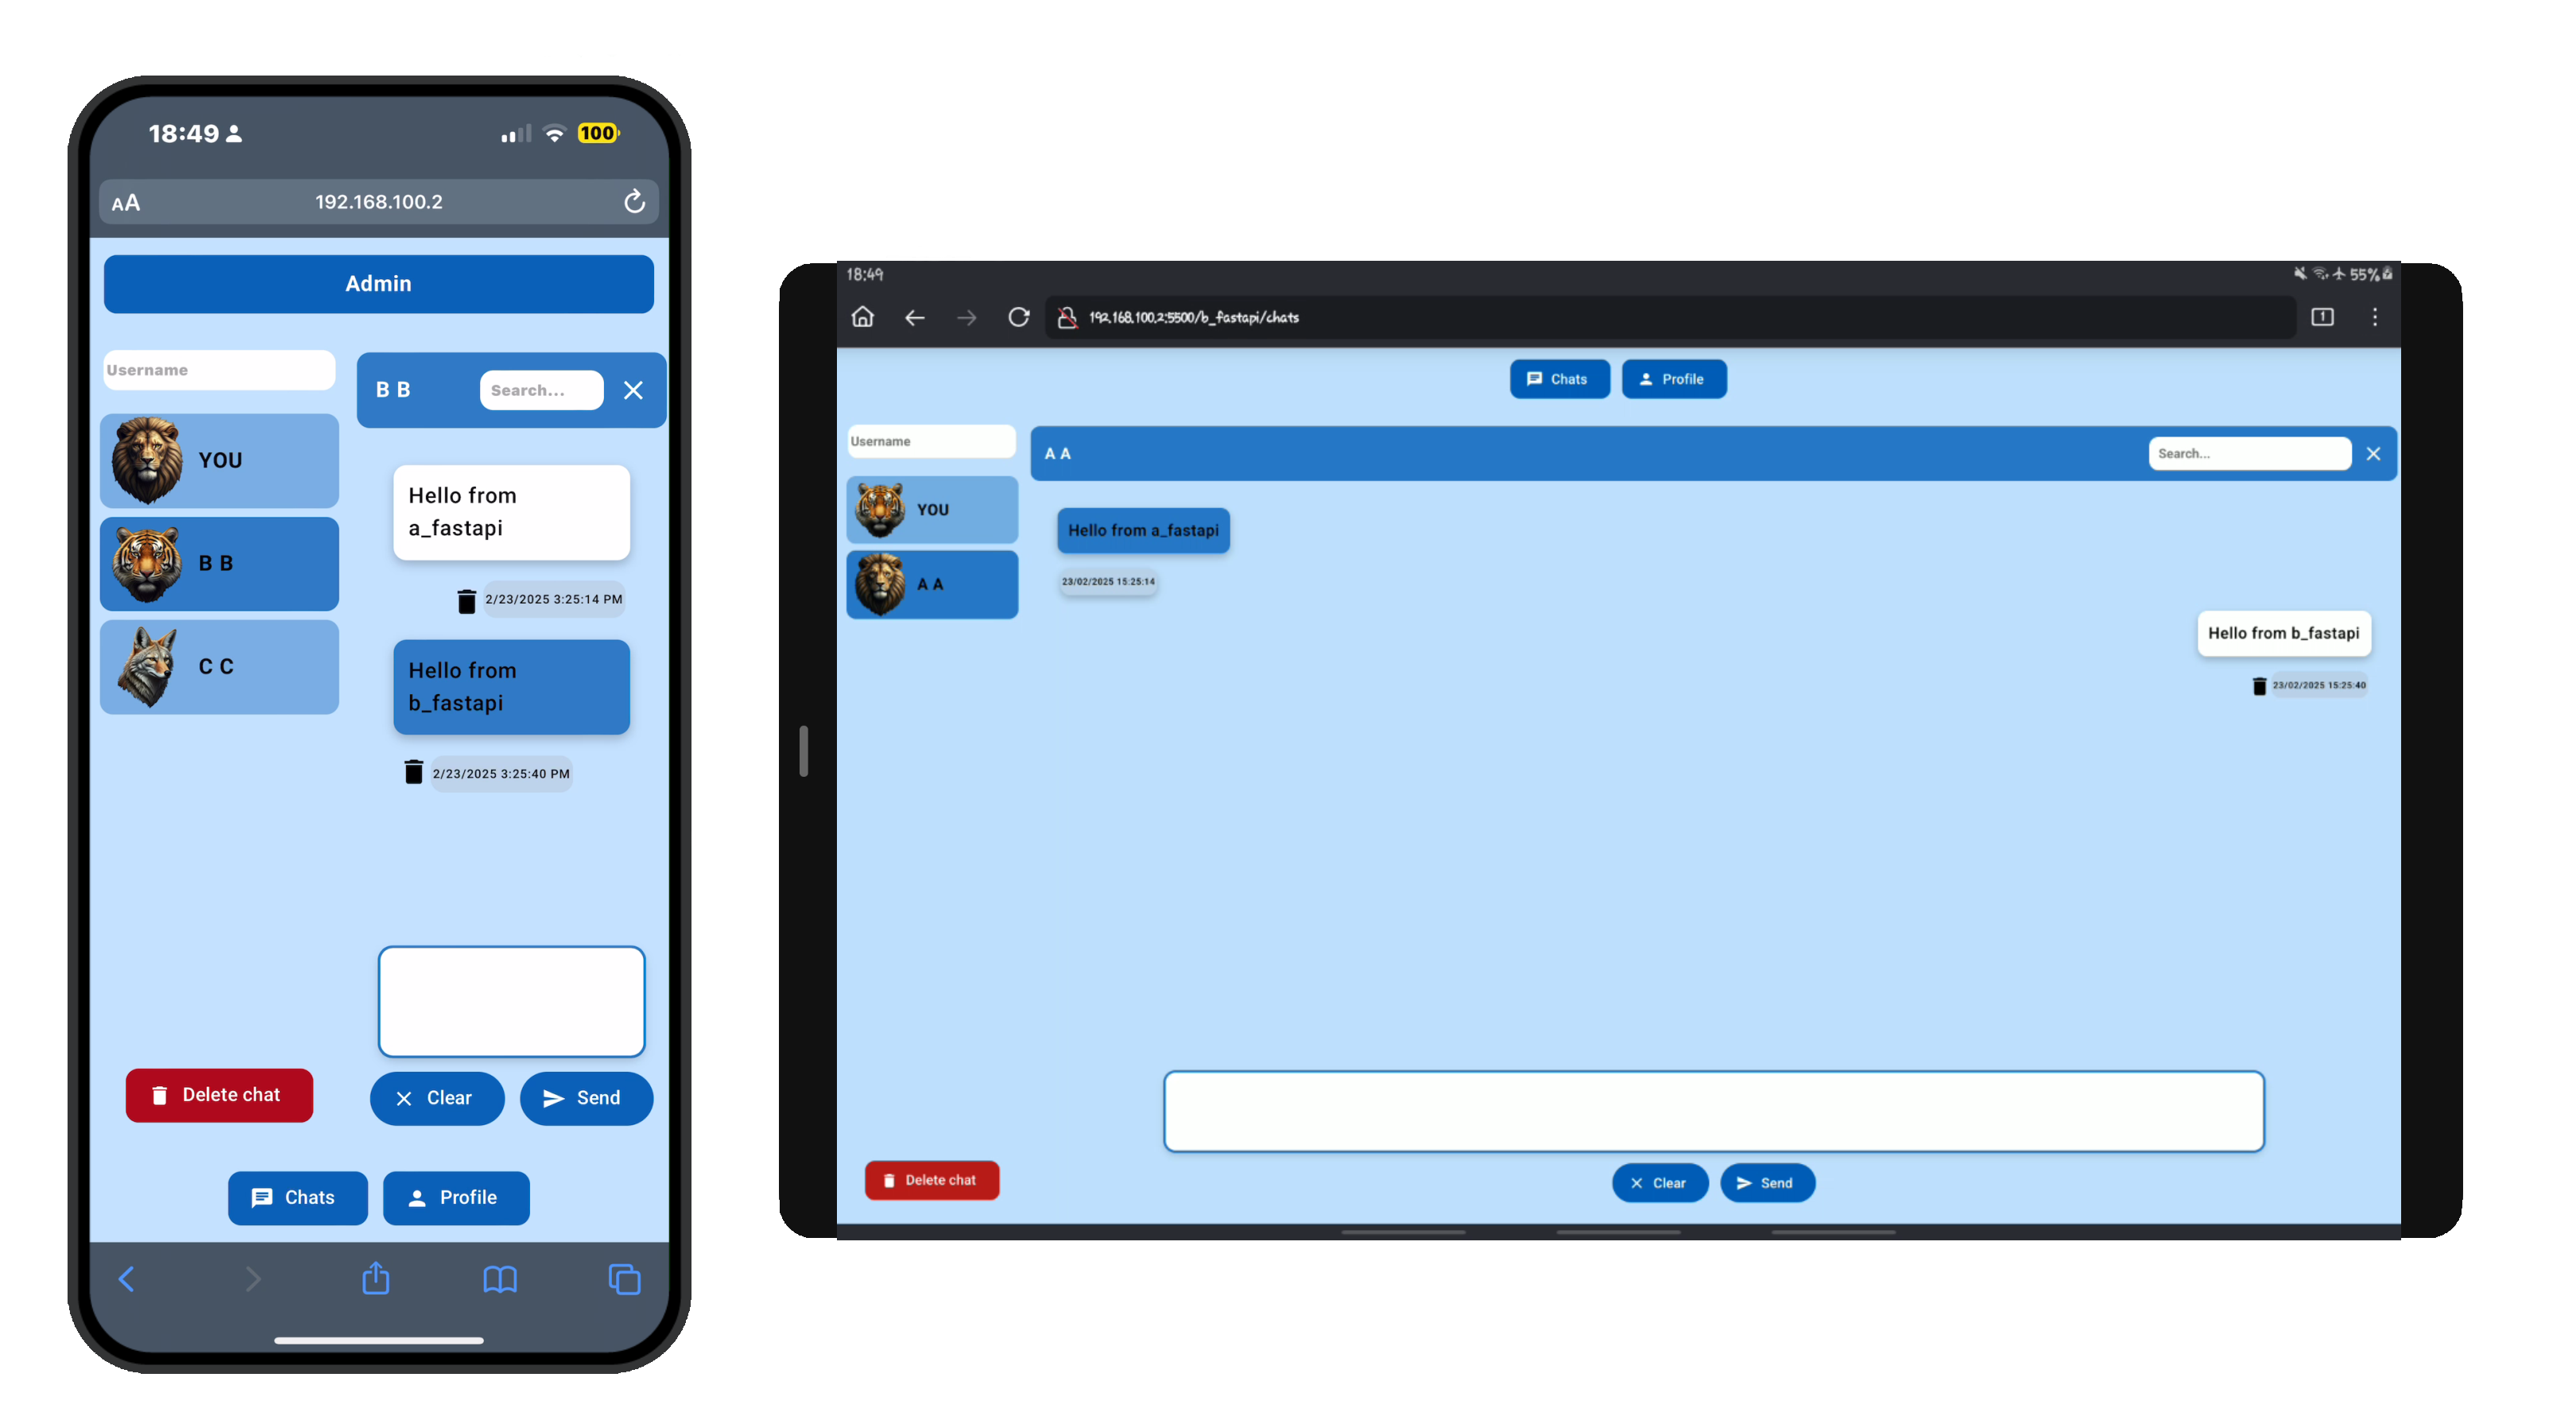 18:49
100
AA
192.168.100.2
Admin
Username
YOU
B B
C C
B B
Search...
Hello from
a_fastapi
2/23/2025 3:25:14 PM
Hello from
b_fastapi
2/23/2025 3:25:40 PM
Delete chat
Clear
Send
Chats
Profile
18:49
55%
192.168.100.2:5500/b_fastapi/chats
1
Chats
Profile
Username
YOU
A A
A A
Search...
Hello from a_fastapi
23/02/2025 15:25:14
Hello from b_fastapi
23/02/2025 15:25:40
Delete chat
Clear
Send